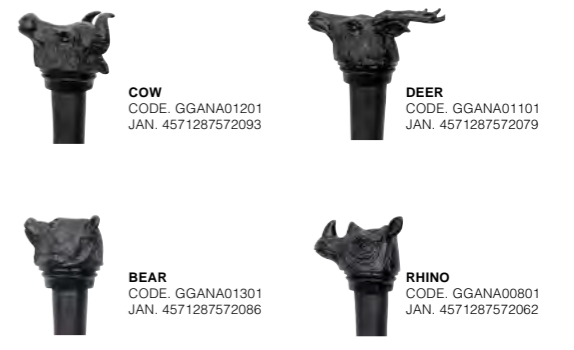 COW
CODE. GGANA01201
JAN. 4571287572093
DEER
CODE. GGANA01101
JAN. 4571287572079
BEAR
CODE. GGANA01301
JAN. 4571287572086
RHINO
CODE. GGANA00801
JAN. 4571287572062